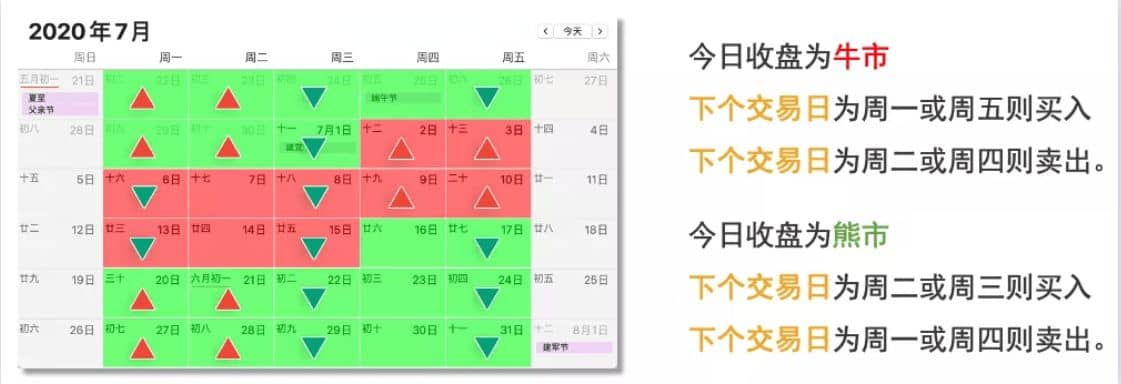 2020年7月
今天
周日 周一 周二 周三 周四 周五 周六
五月初一 21日 初二 22日 初三 23日 初四 24日 初五 25日 初六 26日 初七 27日
夏至
父亲节
端午节
初八 28日 初九 29日 初十 30日 十一 7月1日 十二 2日 十三 3日 十四 4日
十五 5日 十六 6日 十七 7日 十八 8日 十九 9日 二十 10日 廿一 11日
廿二 12日 廿三 13日 廿四 14日 廿五 15日 廿六 16日 廿七 17日 廿八 18日
廿九 19日 三十 20日 六月初一 21日 初二 22日 初三 23日 初四 24日 初五 25日
初六 26日 初七 27日 初八 28日 初九 29日 初十 30日 十一 31日 十二 8月1日
建军节
今日收盘为牛市
下个交易日为周一或周五则买入
下个交易日为周二或周四则卖出。
今日收盘为熊市
下个交易日为周二或周三则买入
下个交易日为周一或周四则卖出。